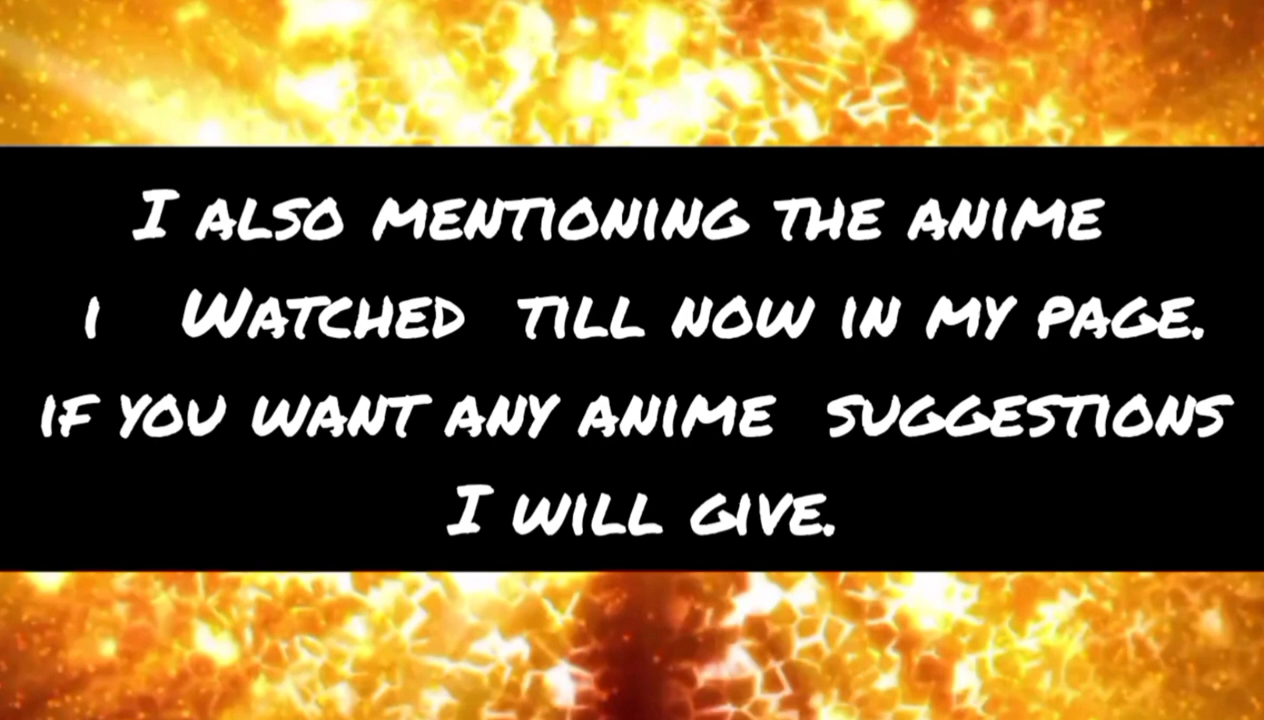 I ALSO MENTIONING THE ANIME
I WATCHED TILL NOW IN MY PAGE.
IF YOU WANT ANY ANIME SUGGESTIONS
I WILL GIVE.